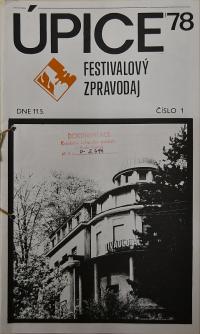 ÚPICE '78
FESTIVALOVÝ
ZPRAVODAJ
DNE 11.5.
ČÍSLO 1
DOKUMENTACE